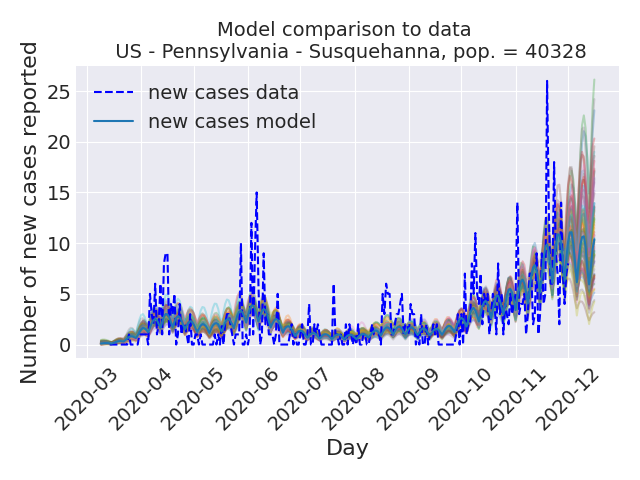 Model comparison to data
US - Pennsylvania - Susquehanna, pop. = 40328
Number of new cases reported
25
20
15
10
5
0
new cases data
new cases model
2020-03
2020-04
2020-05
2020-06
2020-07
2020-08
2020-09
2020-10
2020-11
2020-12
Day